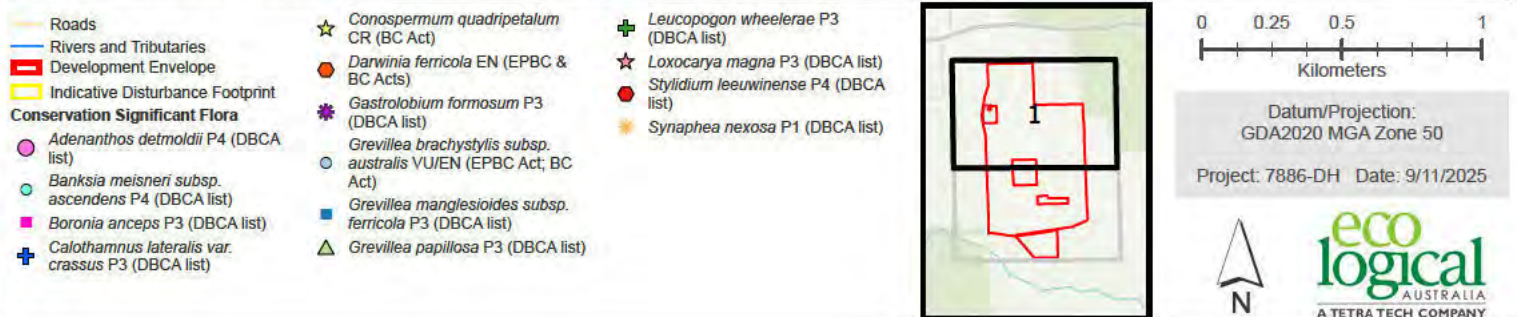 Roads
Rivers and Tributaries
Development Envelope
Indicative Disturbance Footprint
Conservation Significant Flora
Adenanthos detmoldii P4 (DBCA
list)
Banksia meisneri subsp.
ascendens P4 (DBCA list)
Boronia anceps P3 (DBCA list)
Calothamnus lateralis var.
crassus P3 (DBCA list)
Conospermum quadripetalum
CR (BC Act)
Darwinia ferricola EN (EPBC &
BC Acts)
Gastrolobium formosum P3
(DBCA list)
Grevillea brachystylis subsp.
australis VU/EN (EPBC Act; BC
Act)
Grevillea manglesioides subsp.
ferricola P3 (DBCA list)
Grevillea papillosa P3 (DBCA list)
Leucopogon wheelerae P3
(DBCA list)
Loxocarya magna P3 (DBCA list)
Stylidium leeuwinense P4 (DBCA
list)
Synaphea nexosa P1 (DBCA list)
1
0 0.25 0.5 1
Kilometers
Datum/Projection:
GDA2020 MGA Zone 50
Project: 7886-DH Date: 9/11/2025
N
eco
logical
AUSTRALIA
A TETRA TECH COMPANY